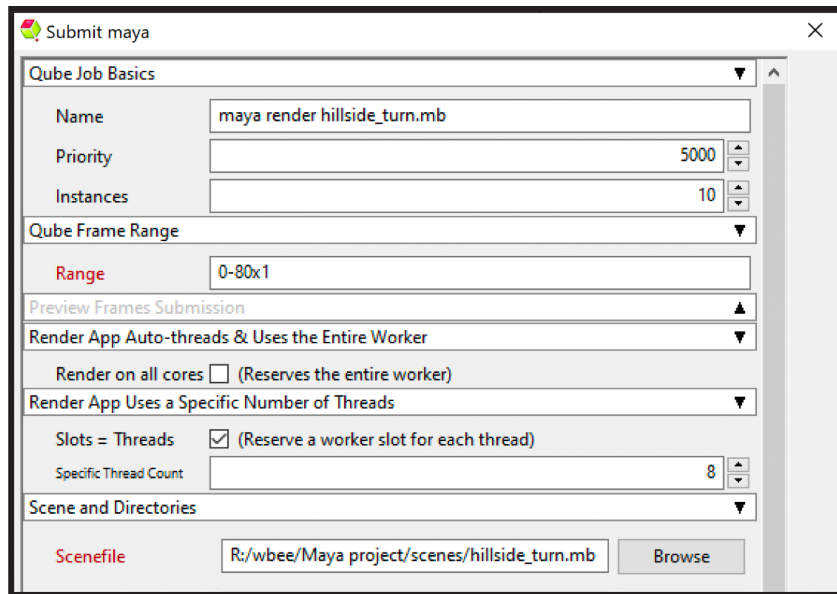 Submit maya
Qube Job Basics
Name maya render hillside_turn.mb
Priority 5000
Instances 10
Qube Frame Range
Range 0-80x1
Preview Frames Submission
Render App Auto-threads & Uses the Entire Worker
Render on all cores (Reserves the entire worker)
Render App Uses a Specific Number of Threads
Slots = Threads (Reserve a worker slot for each thread)
Specific Thread Count 8
Scene and Directories
Scenefile R:/wbee/Maya project/scenes/hillside_turn.mb Browse